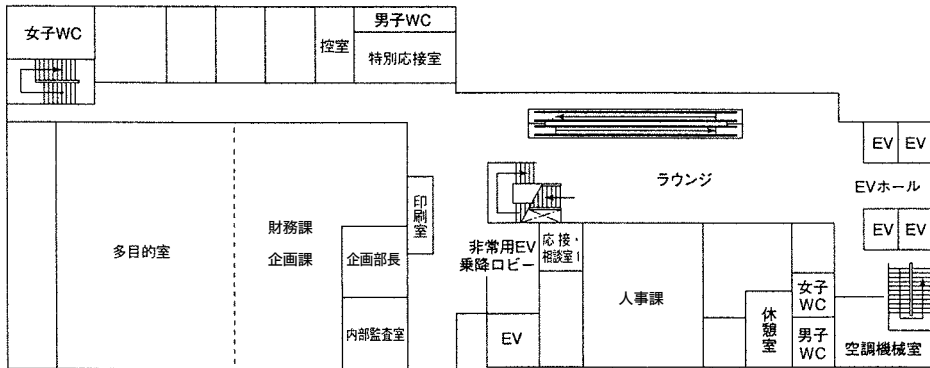 女子WC
控室
男子WC
特別応接室
EV EV
EVホール
EV EV
ラウンジ
印刷室
財務課
企画課
多目的室
企画部長
内部監査室
非常用EV
乗降ロビー
応接・
相談室1
EV
人事課
休憩室
女子
WC
男子
WC
空調機械室